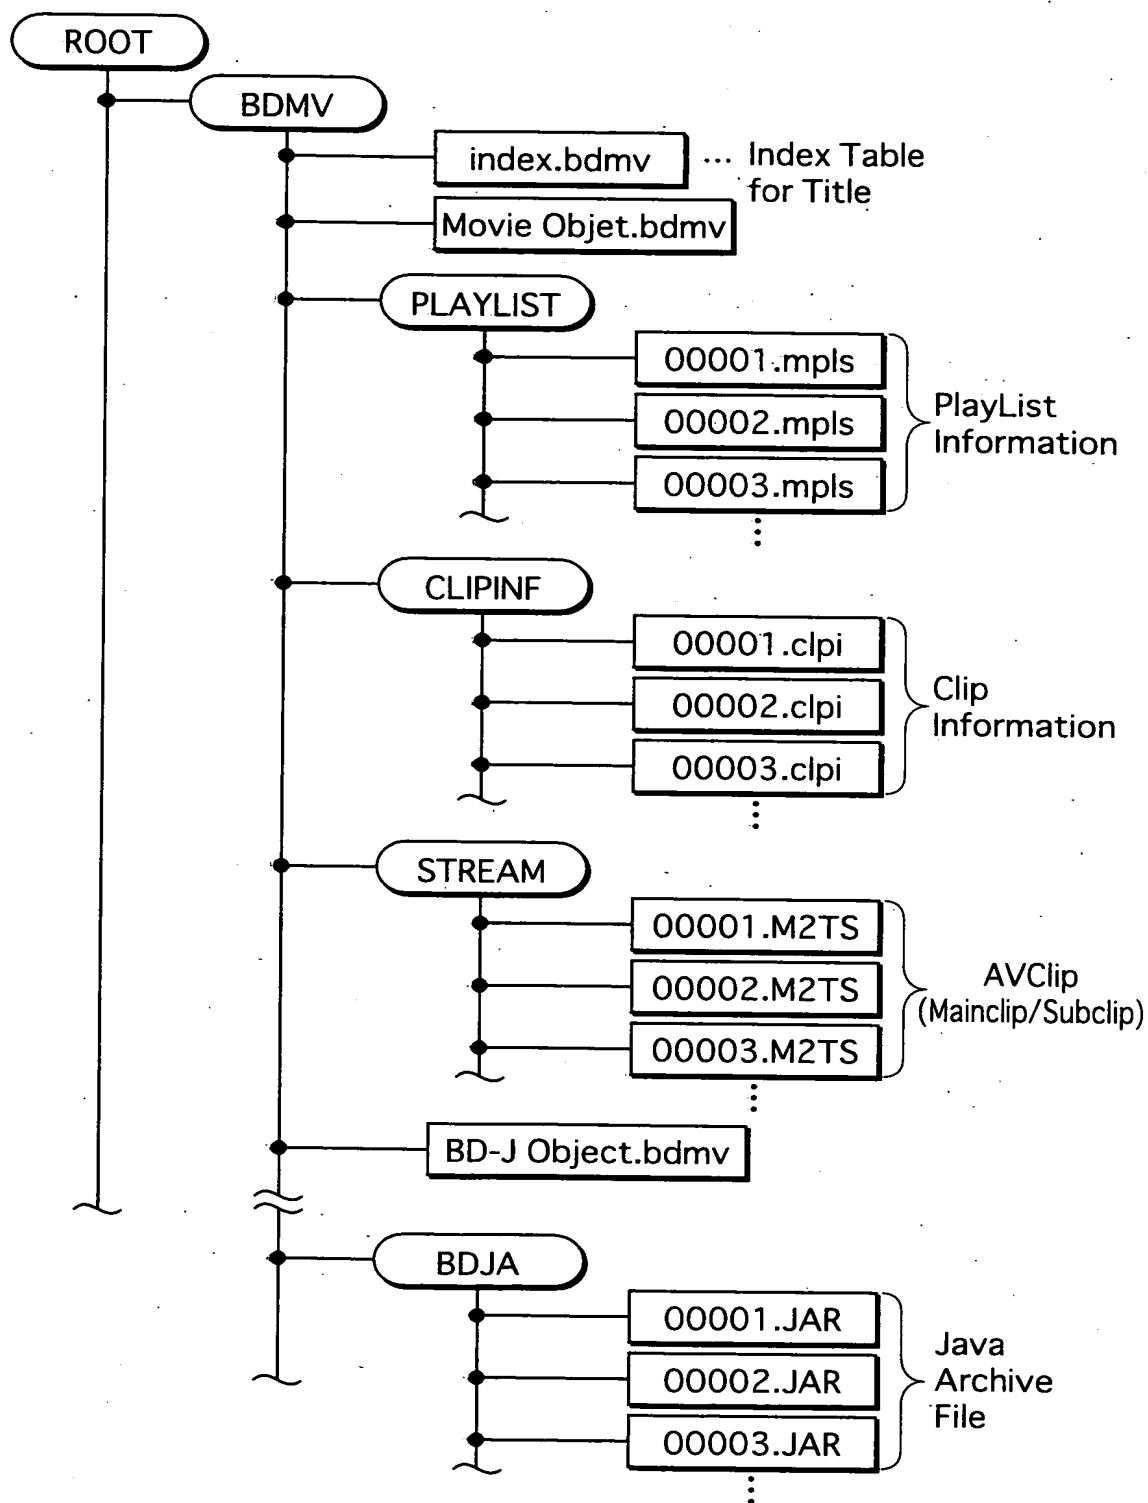 ROOT
BDMV
index.bdmv ... Index Table
for Title
Movie Objet.bdmv
PLAYLIST
00001.mpls
00002.mpls
00003.mpls
PlayList
Information
CLIPINF
00001.clpi
00002.clpi
00003.clpi
Clip
Information
STREAM
00001.M2TS
00002.M2TS
00003.M2TS
AVClip
(Mainclip/Subclip)
BD-J Object.bdmv
BDJA
00001.JAR
00002.JAR
00003.JAR
Java
Archive
File